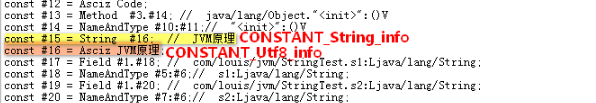 const #12 = Asciz Code;
const #13 = Method #3.#14; // java/lang/Object."<init>":()V
const #14 = NameAndType #10:#11;// "<init>":()V
const #15 = String #16; // JVM原理 CONSTANT_String_info
const #16 = Asciz JVM原理; CONSTANT_Utf8_info
const #17 = Field #1.#18; // com/louis/jvm/StringTest.s1:Ljava/lang/String;
const #18 = NameAndType #5:#6;// s1:Ljava/lang/String;
const #19 = Field #1.#20; // com/louis/jvm/StringTest.s2:Ljava/lang/String;
const #20 = NameAndType #7:#6;// s2:Ljava/lang/String;